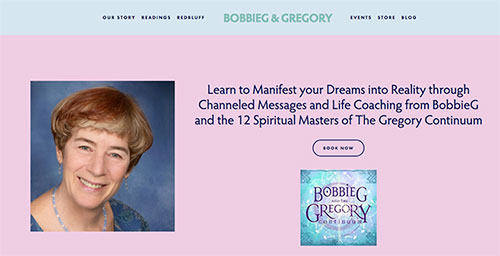 OUR STORY READINGS REDBLUFF BOBBIEG & GREGORY EVENTS STORE BLOG
Learn to Manifest your Dreams into Reality through
Channeled Messages and Life Coaching from BobbieG
and the 12 Spiritual Masters of The Gregory Continuum
BOOK NOW
BOBBIEG
AND THE
GREGORY
continuum